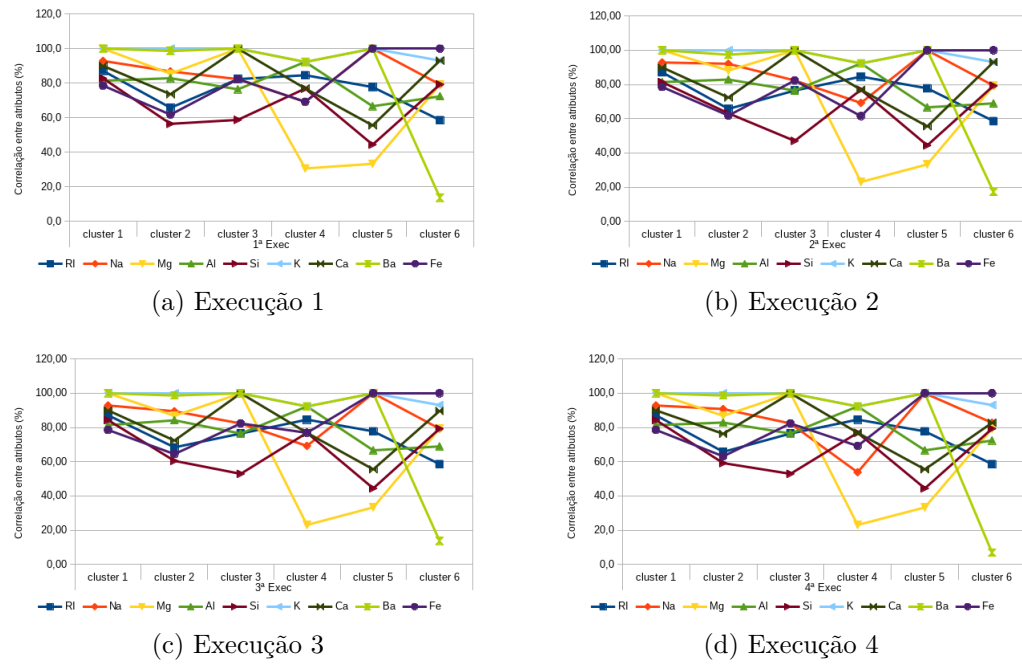 120,0
100,0
80,0
60,0
40,0
20,0
0,0
Correlação entre atributos (%)
cluster 1 cluster 2 cluster 3 cluster 4 cluster 5 cluster 6
1ª Exec
RI Na Mg Al Si K Ca Ba Fe
(a) Execução 1
120,00
100,00
80,00
60,00
40,00
20,00
0,00
Correlação entre atributos (%)
cluster 1 cluster 2 cluster 3 cluster 4 cluster 5 cluster 6
2ª Exec
RI Na Mg Al Si K Ca Ba Fe
(b) Execução 2
120,00
100,00
80,00
60,00
40,00
20,00
0,00
Correlação entre atributos (%)
cluster 1 cluster 2 cluster 3 cluster 4 cluster 5 cluster 6
3ª Exec
RI Na Mg Al Si K Ca Ba Fe
(c) Execução 3
120,0
100,0
80,0
60,0
40,0
20,0
0,0
Correlação entre atributos (%)
cluster 1 cluster 2 cluster 3 cluster 4 cluster 5 cluster 6
4ª Exec
RI Na Mg Al Si K Ca Ba Fe
(d) Execução 4